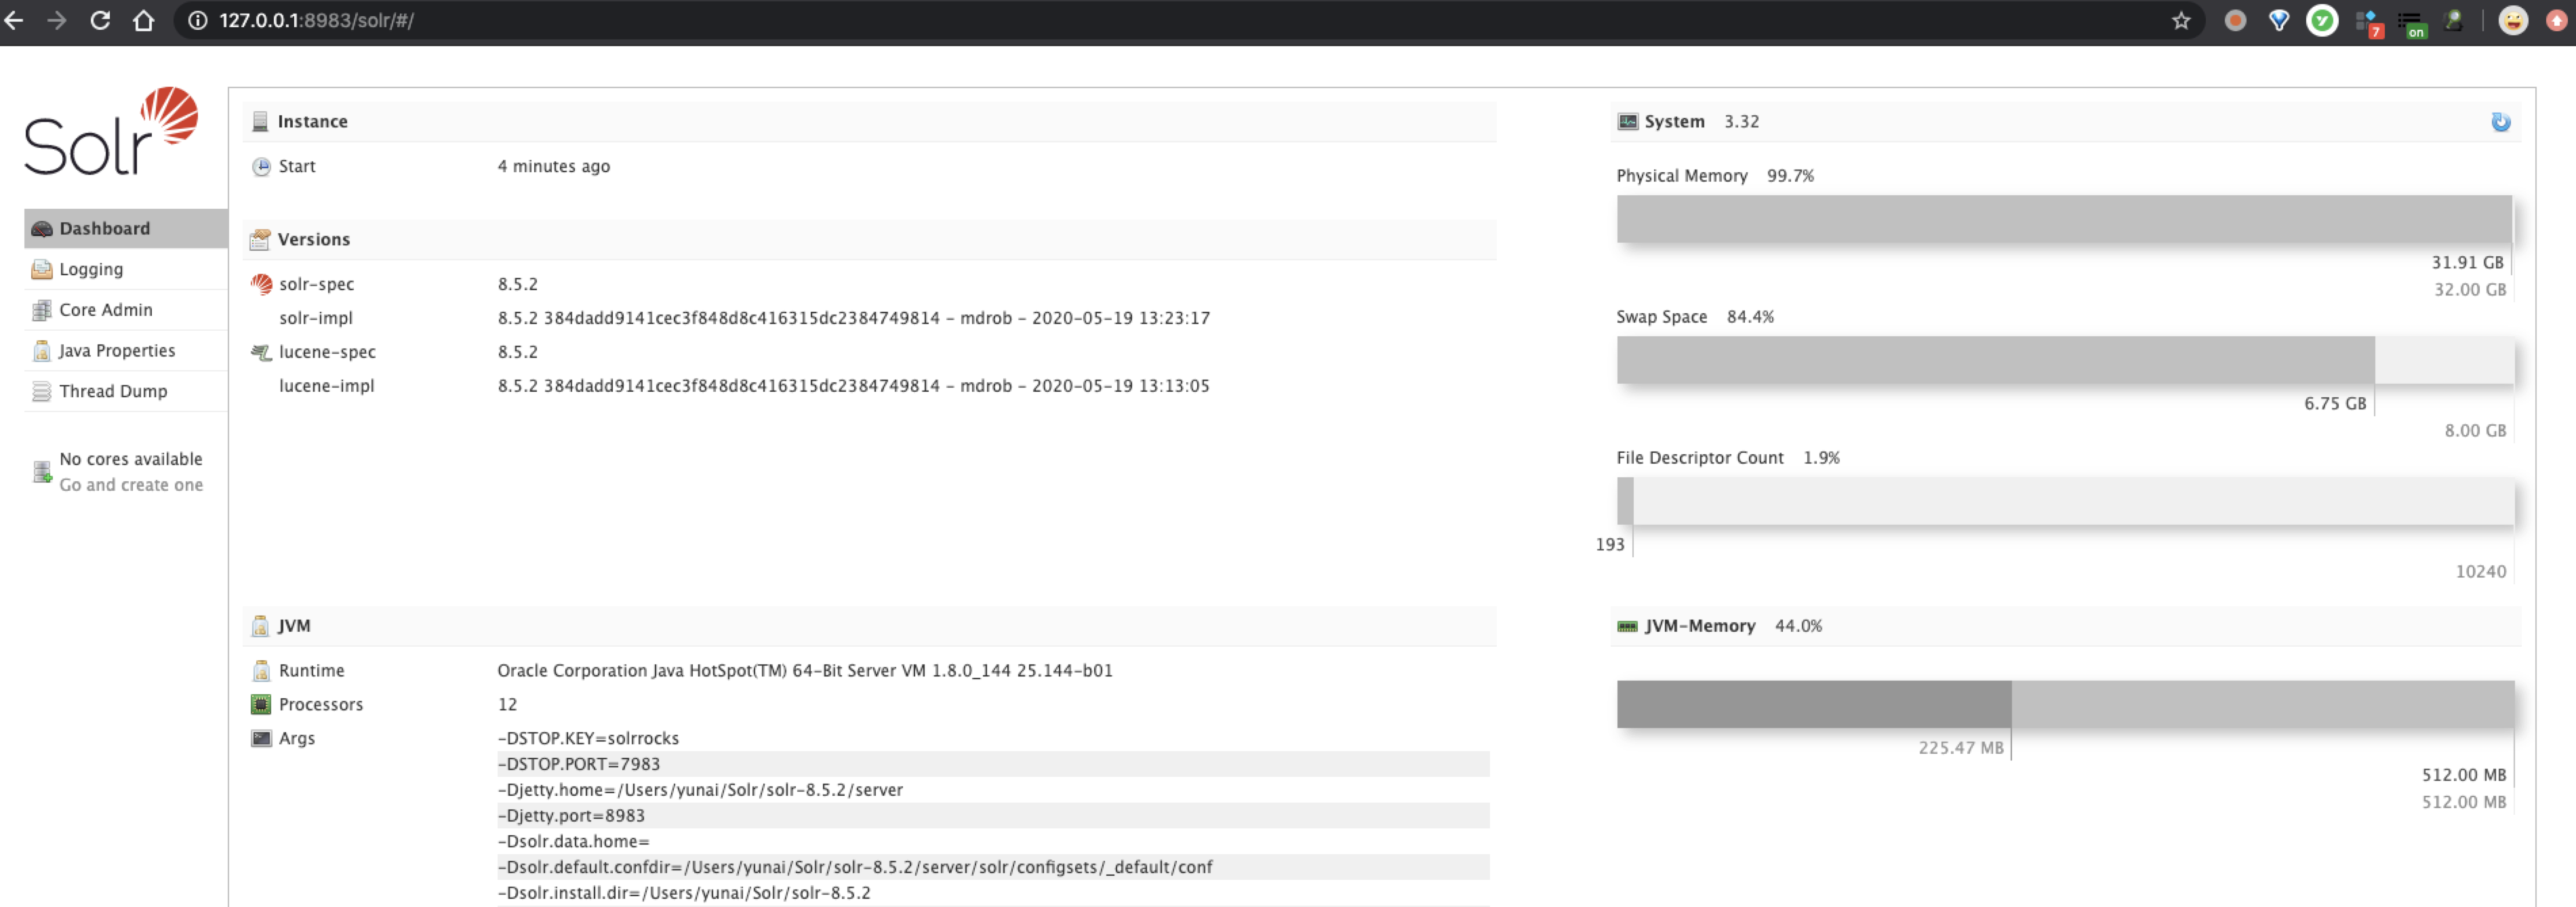 127.0.0.1:8983/solr/#/
7
on
Solr
Dashboard
Logging
Core Admin
Java Properties
Thread Dump
No cores available
Go and create one
Instance
Start 4 minutes ago
Versions
solr-spec 8.5.2
solr-impl 8.5.2 384dadd9141cec3f848d8c416315dc2384749814 - mdrob - 2020-05-19 13:23:17
lucene-spec 8.5.2
lucene-impl 8.5.2 384dadd9141cec3f848d8c416315dc2384749814 - mdrob - 2020-05-19 13:13:05
JVM
Runtime Oracle Corporation Java HotSpot(TM) 64-Bit Server VM 1.8.0_144 25.144-b01
Processors 12
Args -DSTOP.KEY=solrrocks
-DSTOP.PORT=7983
-Djetty.home=/Users/yunai/Solr/solr-8.5.2/server
-Djetty.port=8983
-Dsolr.data.home=
-Dsolr.default.confdir=/Users/yunai/Solr/solr-8.5.2/server/solr/configsets/_default/conf
-Dsolr.install.dir=/Users/yunai/Solr/solr-8.5.2
System 3.32
Physical Memory 99.7%
31.91 GB
32.00 GB
Swap Space 84.4%
6.75 GB
8.00 GB
File Descriptor Count 1.9%
193
10240
JVM-Memory 44.0%
225.47 MB
512.00 MB
512.00 MB